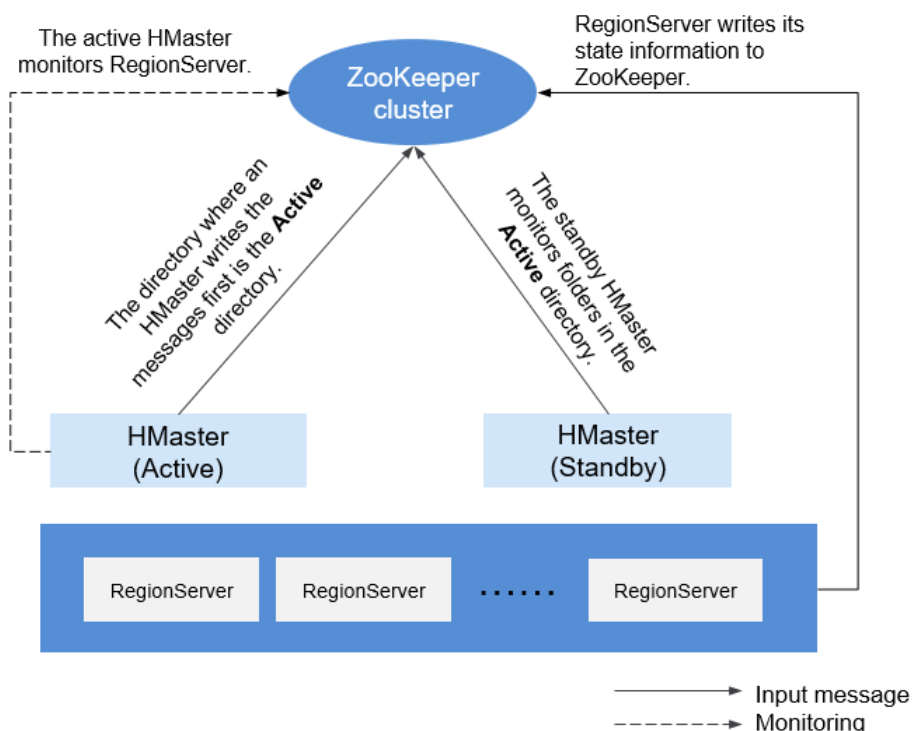 The active HMaster
monitors RegionServer.
RegionServer writes its
state information to
ZooKeeper.
ZooKeeper
cluster
The directory where an
HMaster writes the
messages first is the Active
directory.
The standby HMaster
monitors folders in the
Active directory.
HMaster
(Active)
HMaster
(Standby)
RegionServer
RegionServer
......
RegionServer
Input message
Monitoring